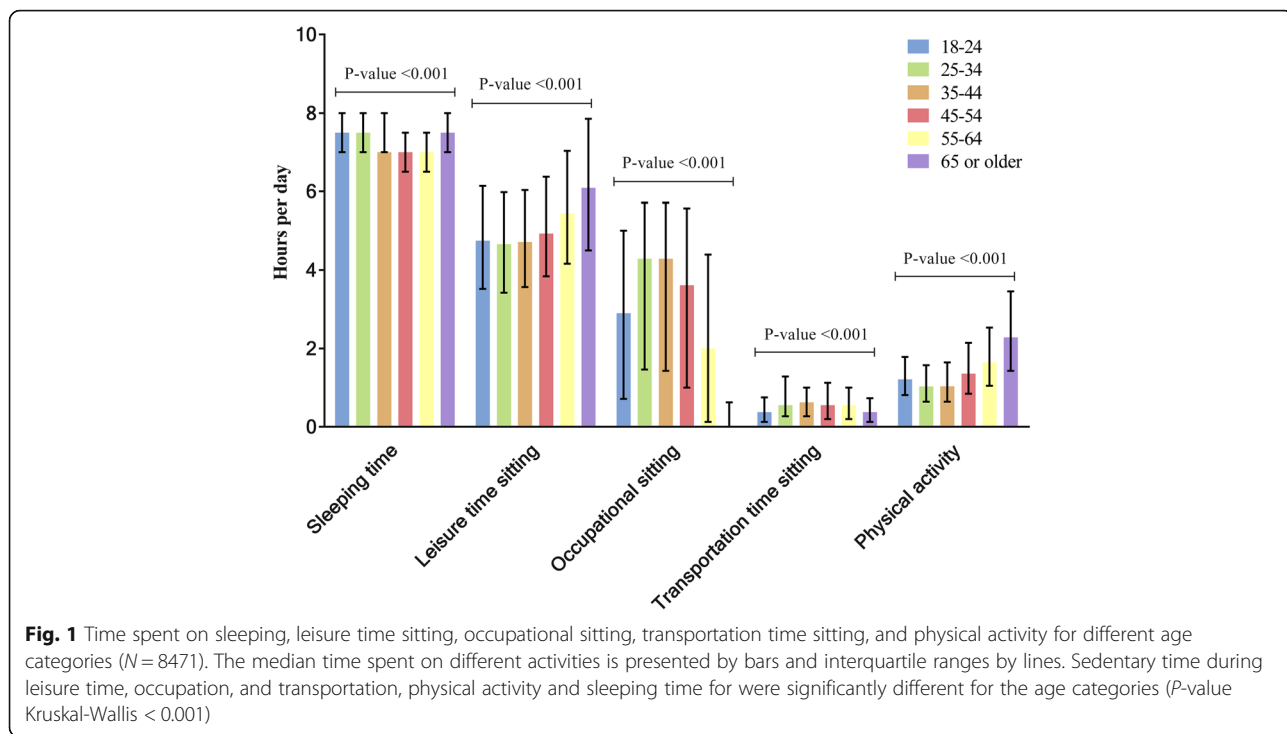 10
8
6
4
2
0
Hours per day
P-value <0.001
P-value <0.001
P-value <0.001
P-value <0.001
P-value <0.001
18-24
25-34
35-44
45-54
55-64
65 or older
Sleeping time
Leisure time sitting
Occupational sitting
Transportation time sitting
Physical activity
Fig. 1 Time spent on sleeping, leisure time sitting, occupational sitting, transportation time sitting, and physical activity for different age
categories (N = 8471). The median time spent on different activities is presented by bars and interquartile ranges by lines. Sedentary time during
leisure time, occupation, and transportation, physical activity and sleeping time for were significantly different for the age categories (P-value
Kruskal-Wallis < 0.001)